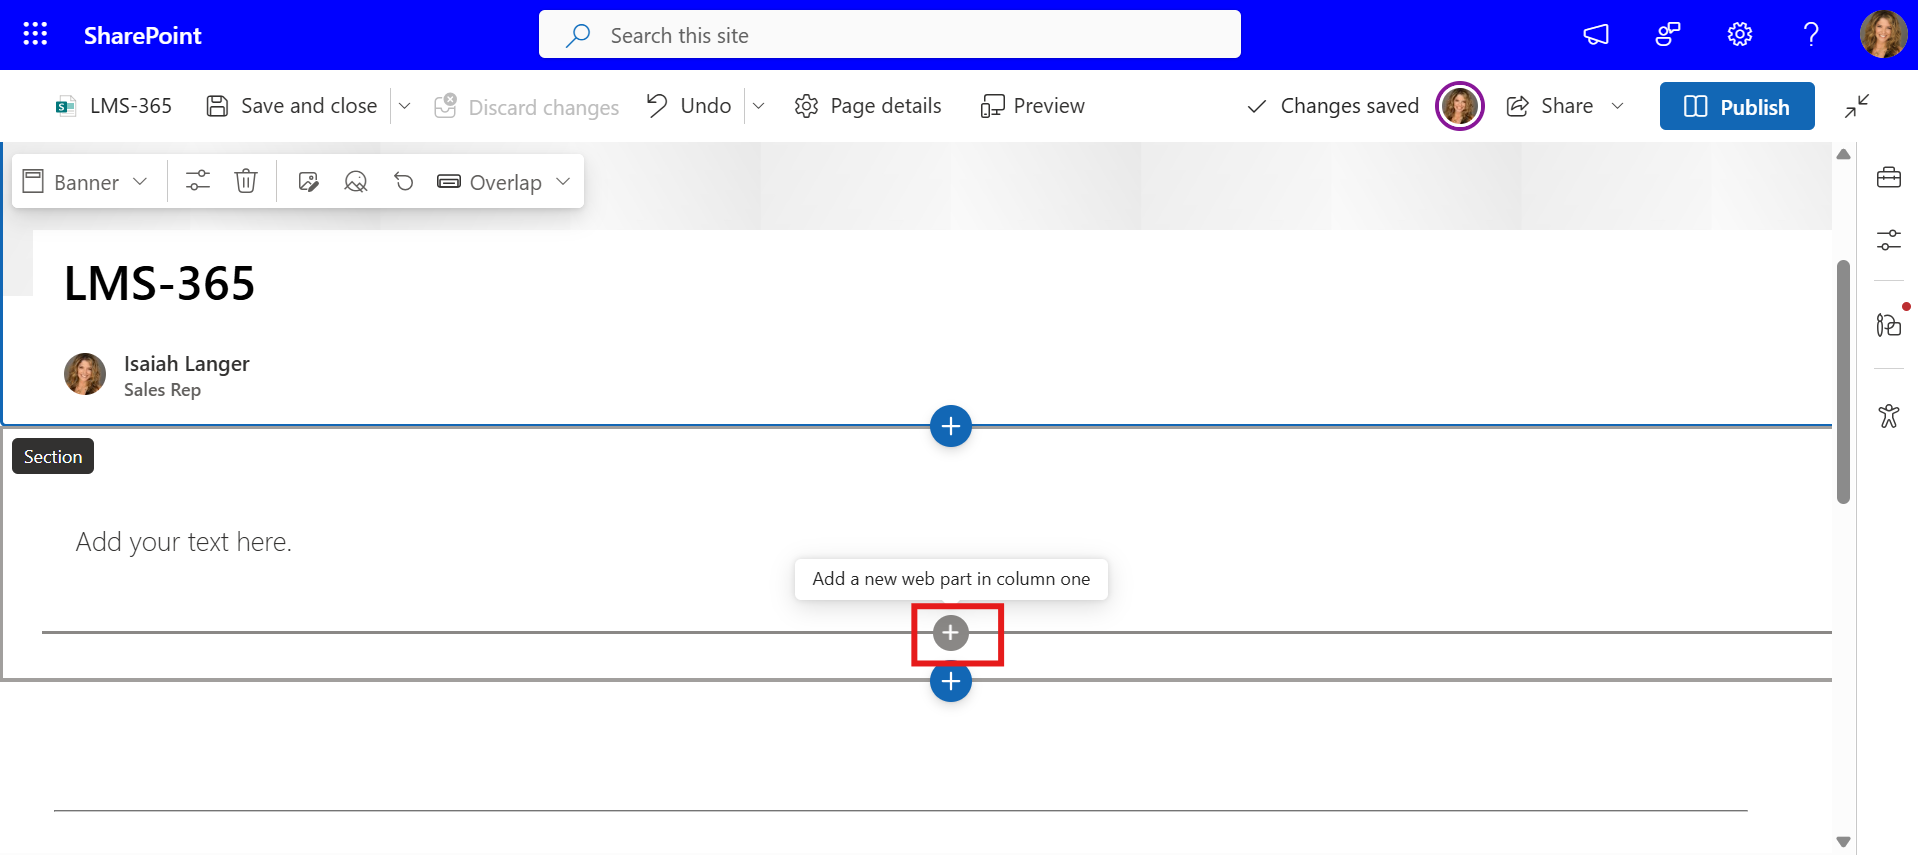 SharePoint
Search this site
LMS-365
Save and close
Discard changes
Undo
Page details
Preview
Changes saved
Share
Publish
Banner
Overlap
LMS-365
Isaiah Langer
Sales Rep
Section
Add your text here.
Add a new web part in column one